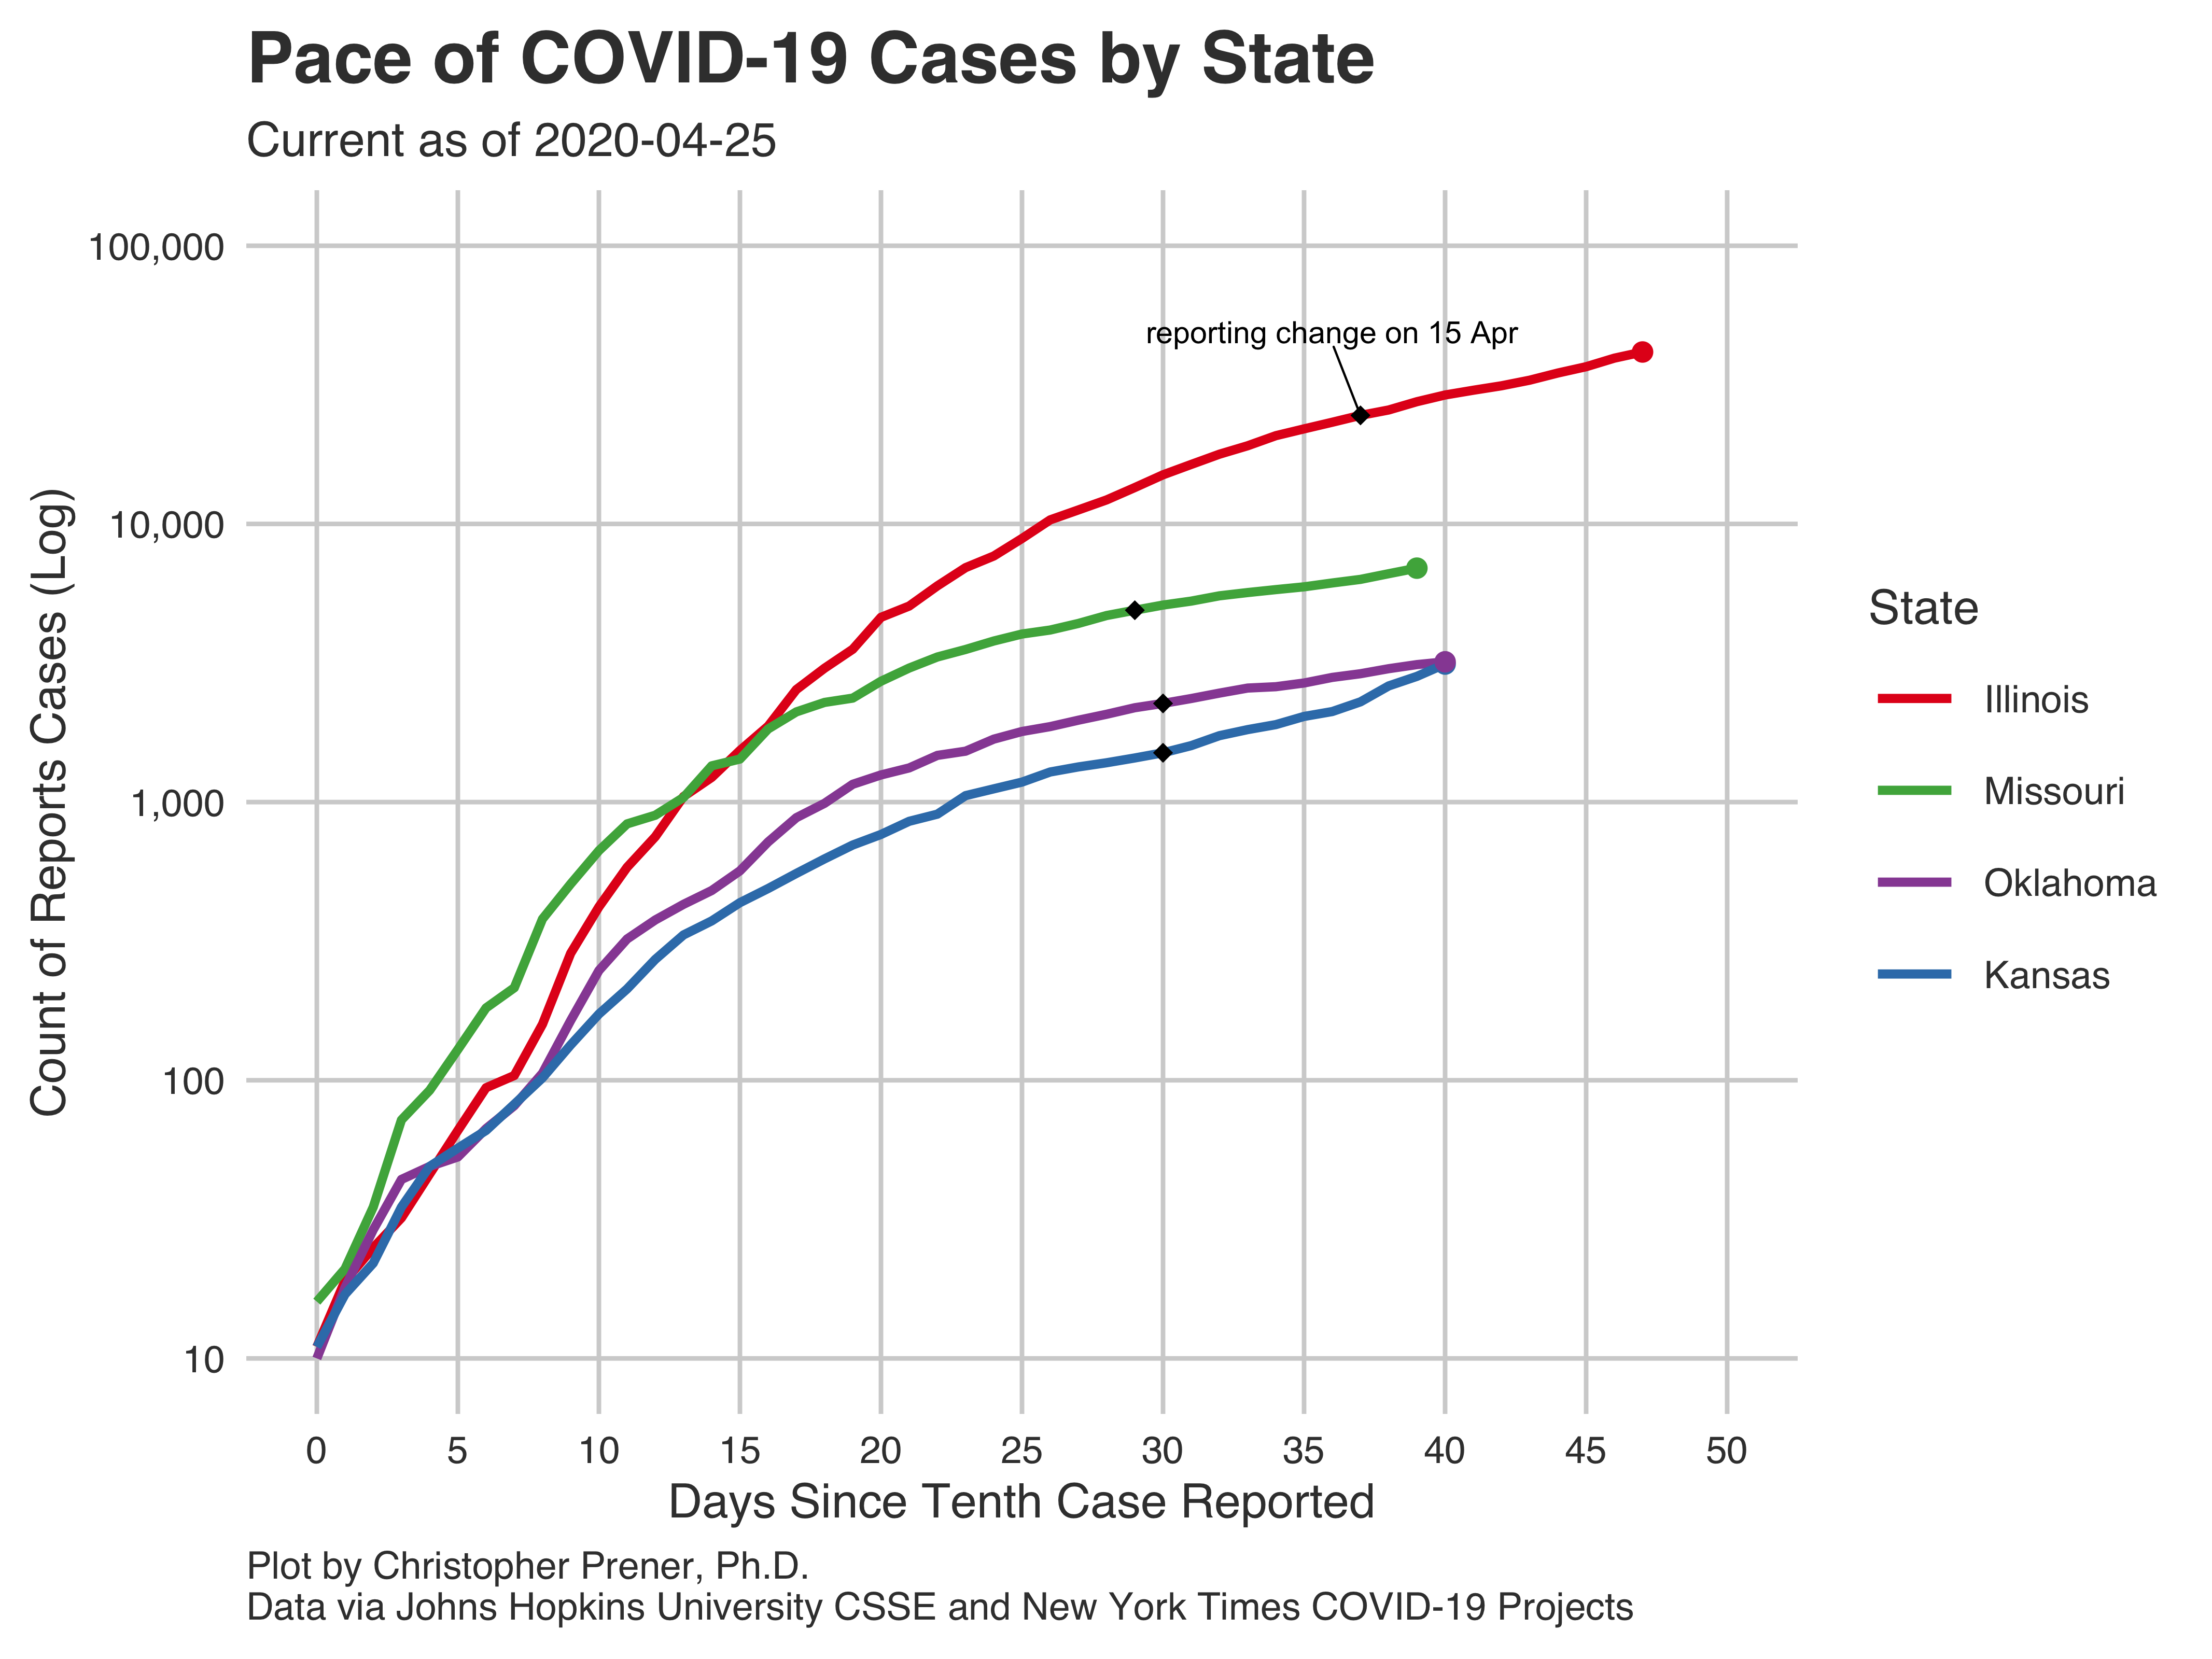 Pace of COVID-19 Cases by State
Current as of 2020-04-25
Count of Reports Cases (Log)
100,000
10,000
1,000
100
10
reporting change on 15 Apr
State
Illinois
Missouri
Oklahoma
Kansas
0 5 10 15 20 25 30 35 40 45 50
Days Since Tenth Case Reported
Plot by Christopher Prener, Ph.D.
Data via Johns Hopkins University CSSE and New York Times COVID-19 Projects